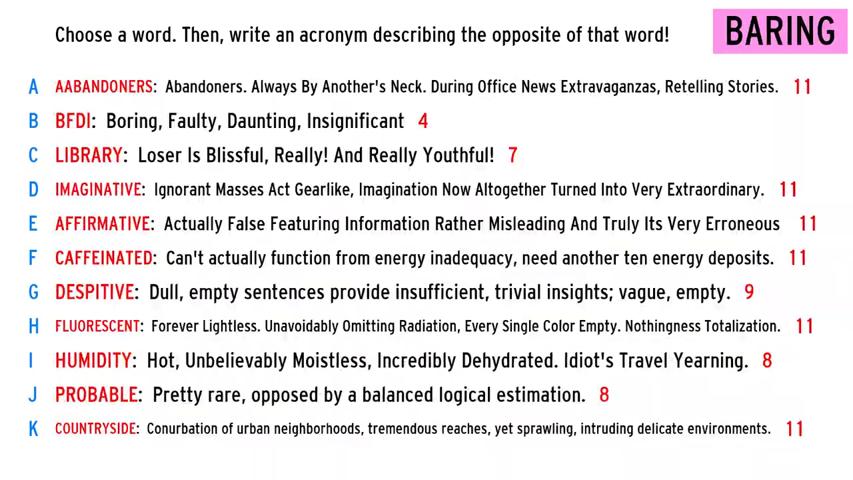 Choose a word. Then, write an acronym describing the opposite of that word!
BARING
A AABANDONERS: Abandoners. Always By Another's Neck. During Office News Extravaganzas, Retelling Stories. 11
B BFDI: Boring, Faulty, Daunting, Insignificant 4
C LIBRARY: Loser Is Blissful, Really! And Really Youthful! 7
D IMAGINATIVE: Ignorant Masses Act Gearlike, Imagination Now Altogether Turned Into Very Extraordinary. 11
E AFFIRMATIVE: Actually False Featuring Information Rather Misleading And Truly Its Very Erroneous 11
F CAFFEINATED: Can't actually function from energy inadequacy, need another ten energy deposits. 11
G DESPITIVE: Dull, empty sentences provide insufficient, trivial insights; vague, empty. 9
H FLUORESCENT: Forever Lightless. Unavoidably Omitting Radiation, Every Single Color Empty. Nothingness Totalization. 11
I HUMIDITY: Hot, Unbelievably Moistless, Incredibly Dehydrated. Idiot's Travel Yearning. 8
J PROBABLE: Pretty rare, opposed by a balanced logical estimation. 8
K COUNTRYSIDE: Conurbation of urban neighborhoods, tremendous reaches, yet sprawling, intruding delicate environments. 11